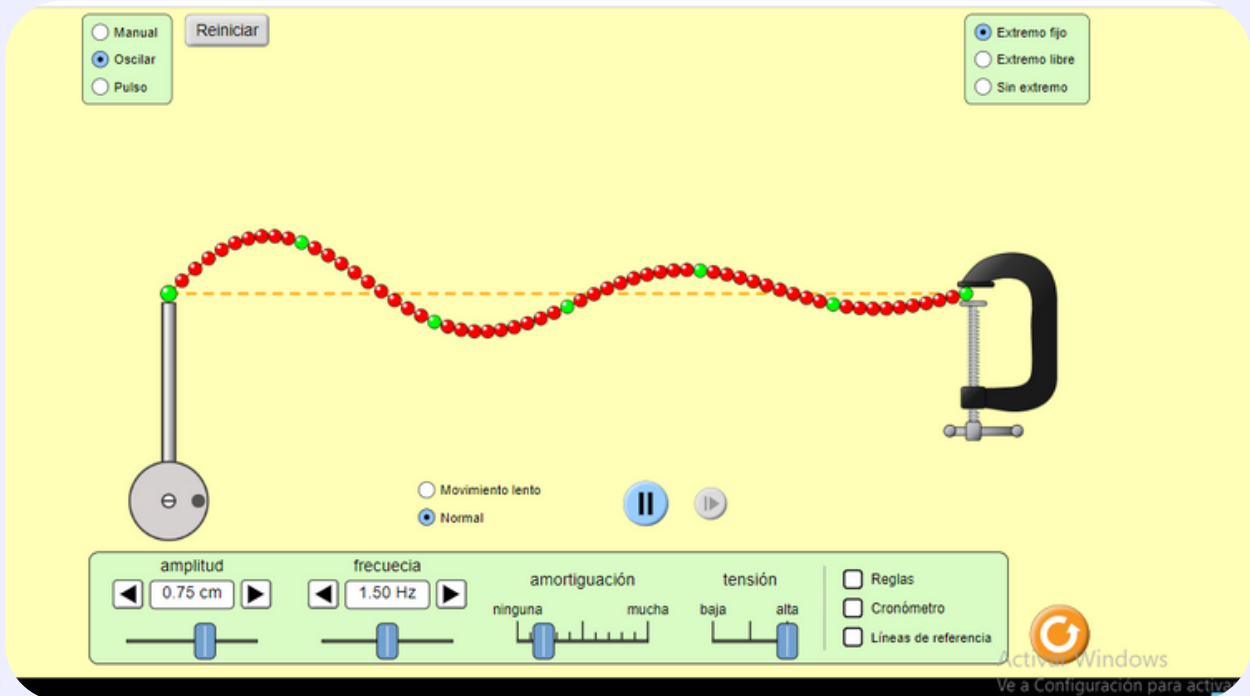 Manual
Oscilar
Pulso
Reiniciar
Extremo fijo
Extremo libre
Sin extremo
Movimiento lento
Normal
amplitud
0.75 cm
frecuecia
1.50 Hz
amortiguación
ninguna
mucha
tensión
baja
alta
Reglas
Cronómetro
Líneas de referencia
Activar Windows
Ve a Configuración para activar